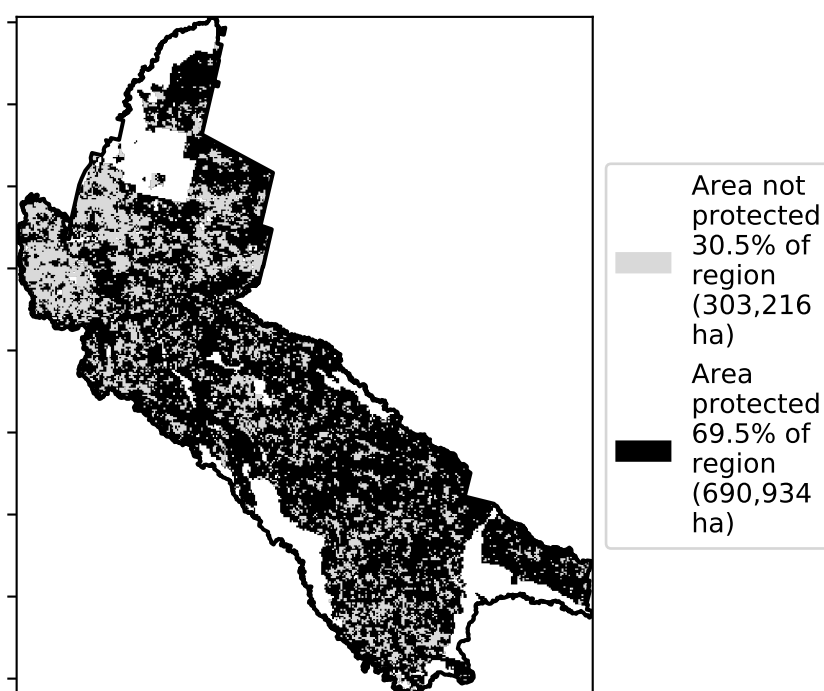 Area not
protected
30.5% of
region
(303,216
ha)
Area
protected
69.5% of
region
(690,934
ha)